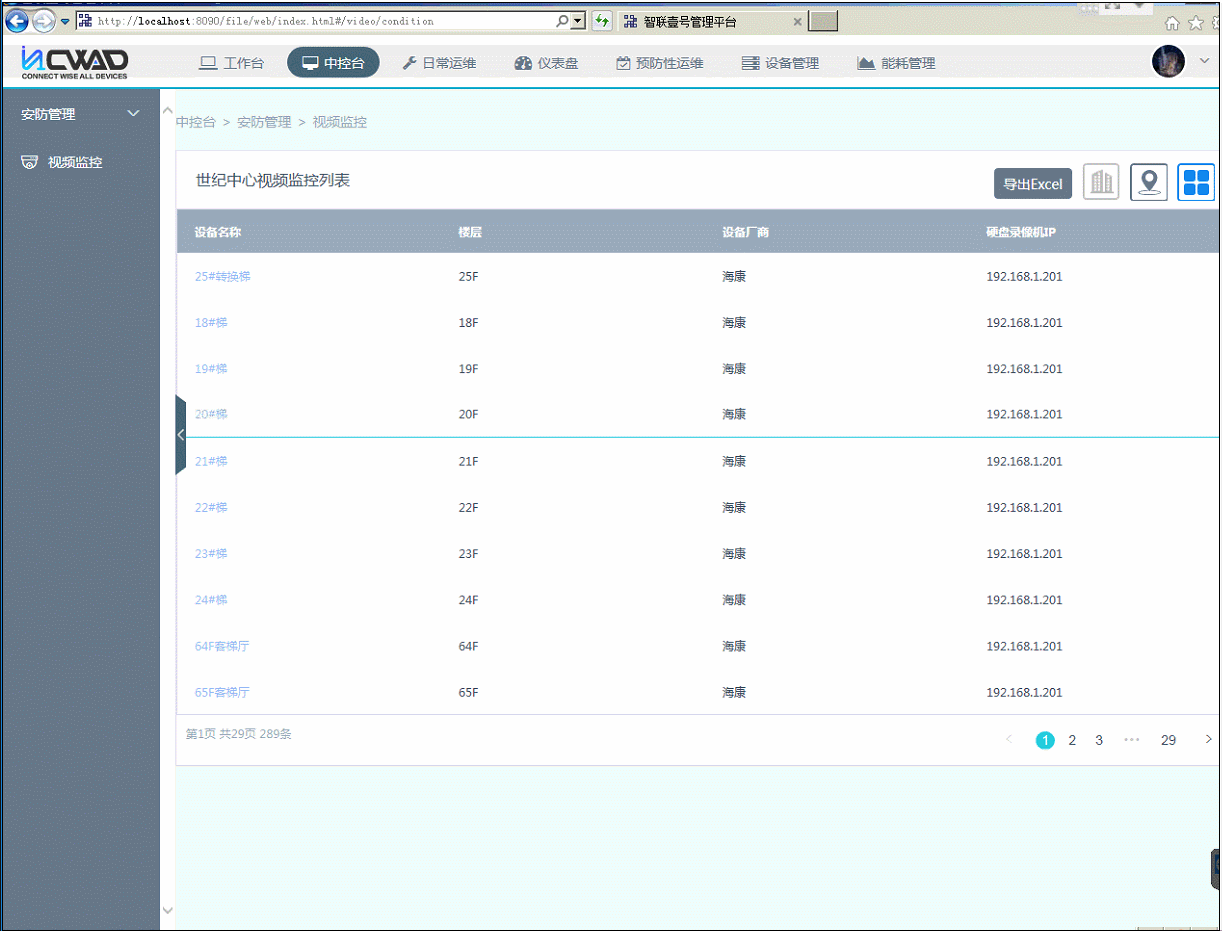 http://localhost:8090/file/web/index.html#/video/condition
智联壹号管理平台
inCWAD
CONNECT WISE ALL DEVICES
工作台
中控台
日常运维
仪表盘
预防性运维
设备管理
能耗管理
安防管理
视频监控
中控台 > 安防管理 > 视频监控
世纪中心视频监控列表
导出Excel
设备名称 楼层 设备厂商 硬盘录像机IP
25#转换梯 25F 海康 192.168.1.201
18#梯 18F 海康 192.168.1.201
19#梯 19F 海康 192.168.1.201
20#梯 20F 海康 192.168.1.201
21#梯 21F 海康 192.168.1.201
22#梯 22F 海康 192.168.1.201
23#梯 23F 海康 192.168.1.201
24#梯 24F 海康 192.168.1.201
64F客梯厅 64F 海康 192.168.1.201
65F客梯厅 65F 海康 192.168.1.201
第1页 共29页 289条
< 1 2 3 ••• 29 >